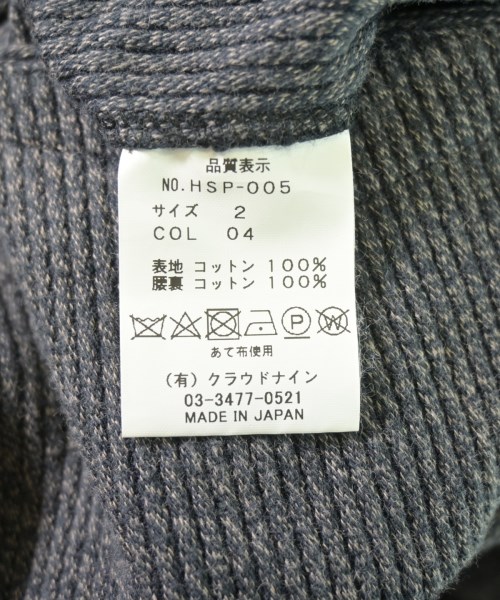 品質表示
NO.HSP-005
サイズ 2
COL 04
表地 コットン 100%
腰裏 コットン 100%
P W
あて布使用
(有) クラウドナイン
03-3477-0521
MADE IN JAPAN